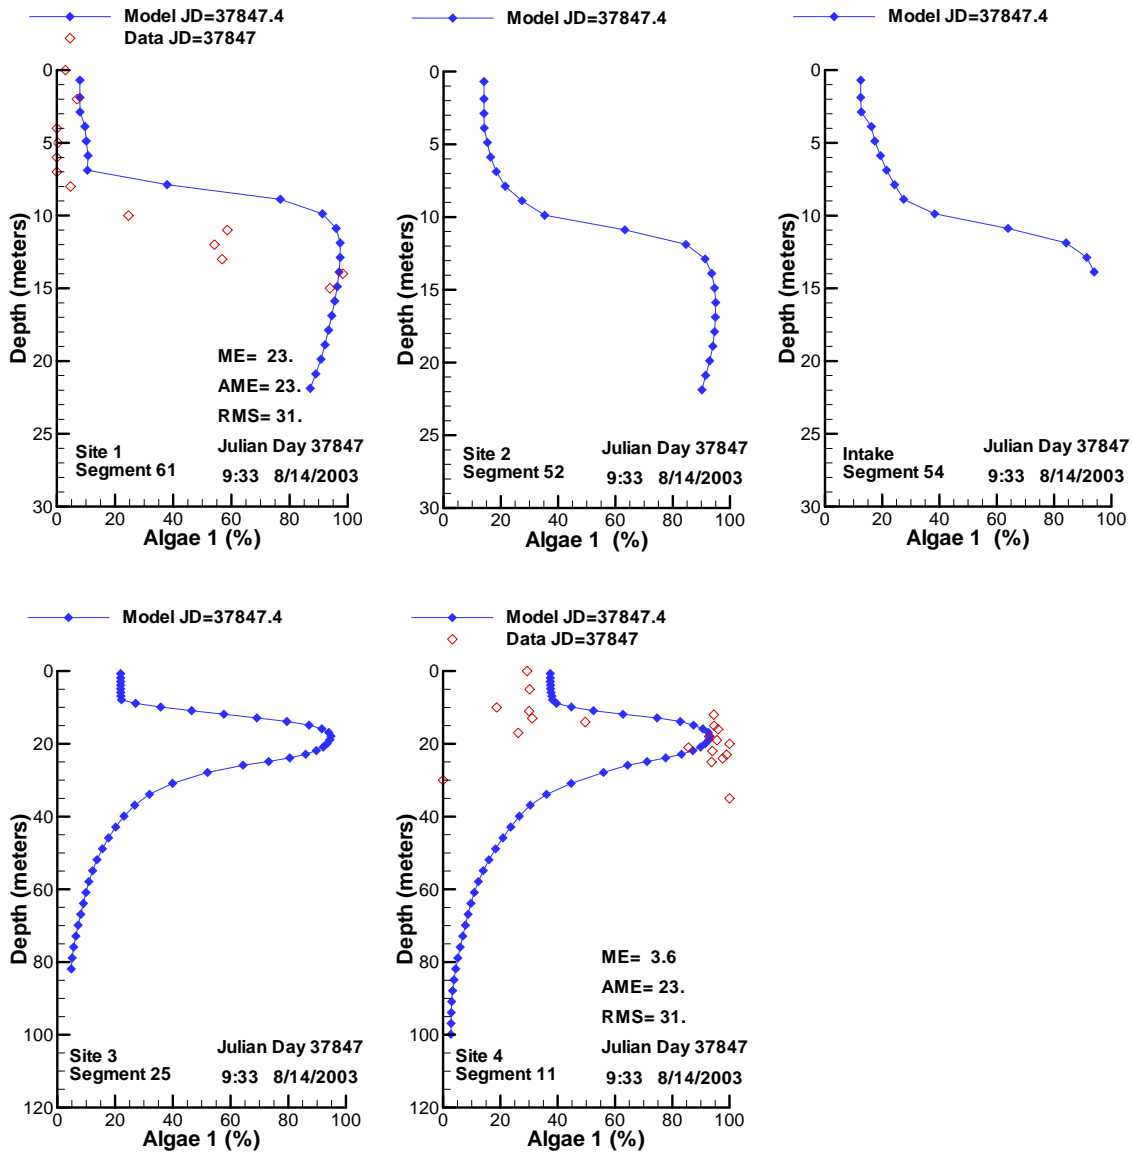 Model JD=37847.4
Data JD=37847
0
5
10
15
20
25
30
0 20 40 60 80 100
Depth (meters)
Algae 1 (%)
ME= 23.
AME= 23.
RMS= 31.
Site 1
Segment 61
Julian Day 37847
9:33 8/14/2003
Model JD=37847.4
0
5
10
15
20
25
30
0 20 40 60 80 100
Depth (meters)
Algae 1 (%)
Site 2
Segment 52
Julian Day 37847
9:33 8/14/2003
Model JD=37847.4
0
5
10
15
20
25
30
0 20 40 60 80 100
Depth (meters)
Algae 1 (%)
Intake
Segment 54
Julian Day 37847
9:33 8/14/2003
Model JD=37847.4
0
20
40
60
80
100
120
0 20 40 60 80 100
Depth (meters)
Algae 1 (%)
Site 3
Segment 25
Julian Day 37847
9:33 8/14/2003
Model JD=37847.4
Data JD=37847
0
20
40
60
80
100
120
0 20 40 60 80 100
Depth (meters)
Algae 1 (%)
ME= 3.6
AME= 23.
RMS= 31.
Site 4
Segment 11
Julian Day 37847
9:33 8/14/2003